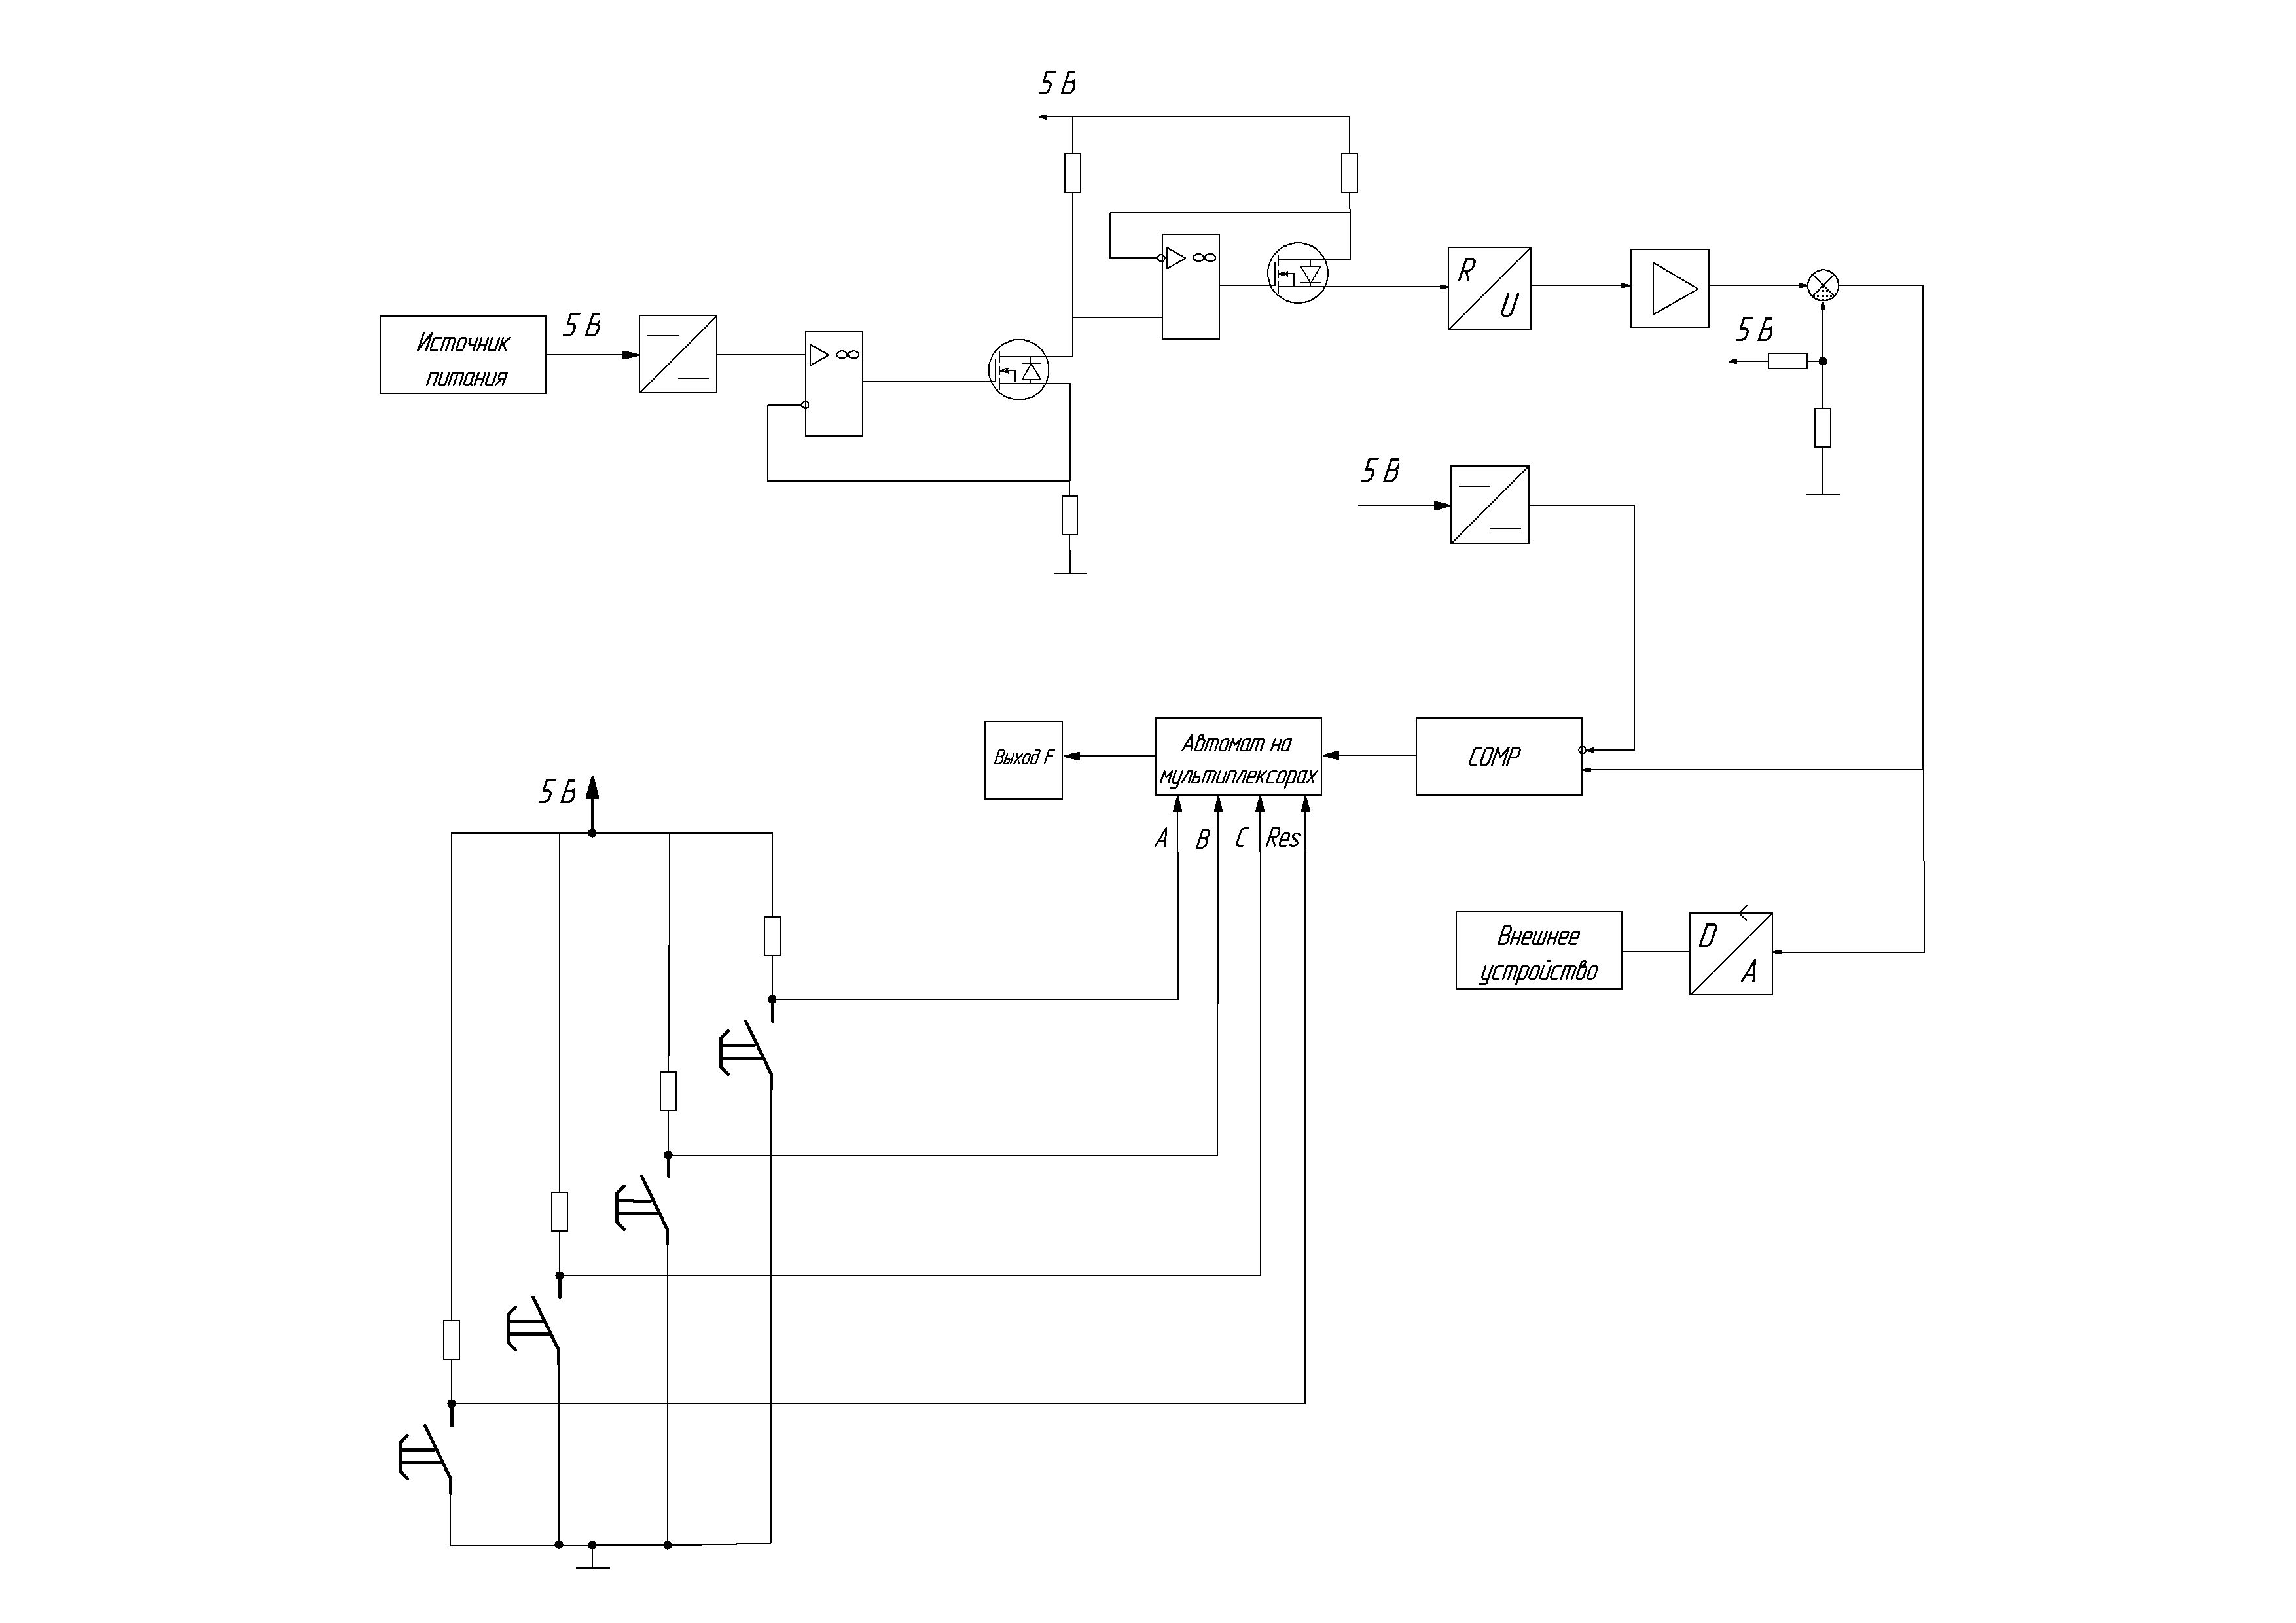 5 В
R
U
5 В
5 В
Источник
питания
5 В
Выход F
Автомат на
мультиплексорах
COMP
5 В
A
B
C
Res
Внешнее
устройство
D
A